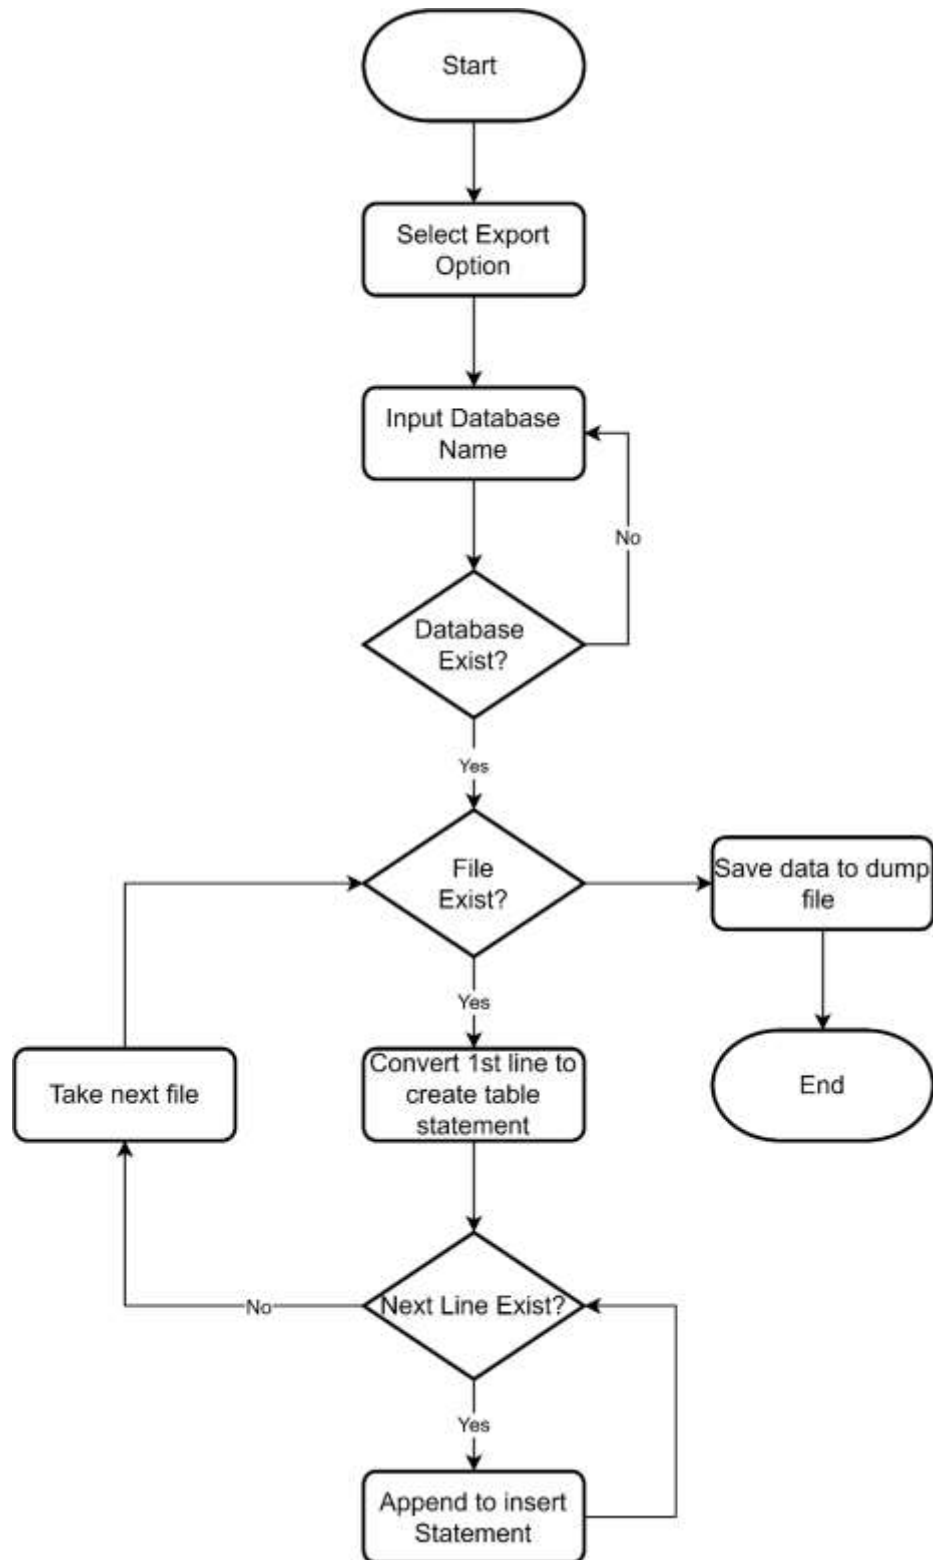 Start
Select Export
Option
Input Database
Name
No
Database
Exist?
Yes
File
Exist?
Save data to dump
file
Yes
Take next file
Convert 1st line to
create table
statement
End
No
Next Line Exist?
Yes
Append to insert
Statement